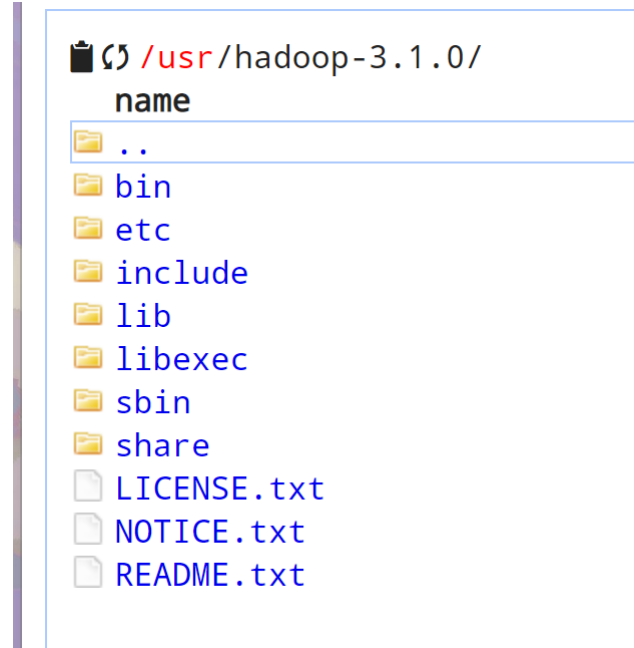 /usr/hadoop-3.1.0/
name
..
bin
etc
include
lib
libexec
sbin
share
LICENSE.txt
NOTICE.txt
README.txt